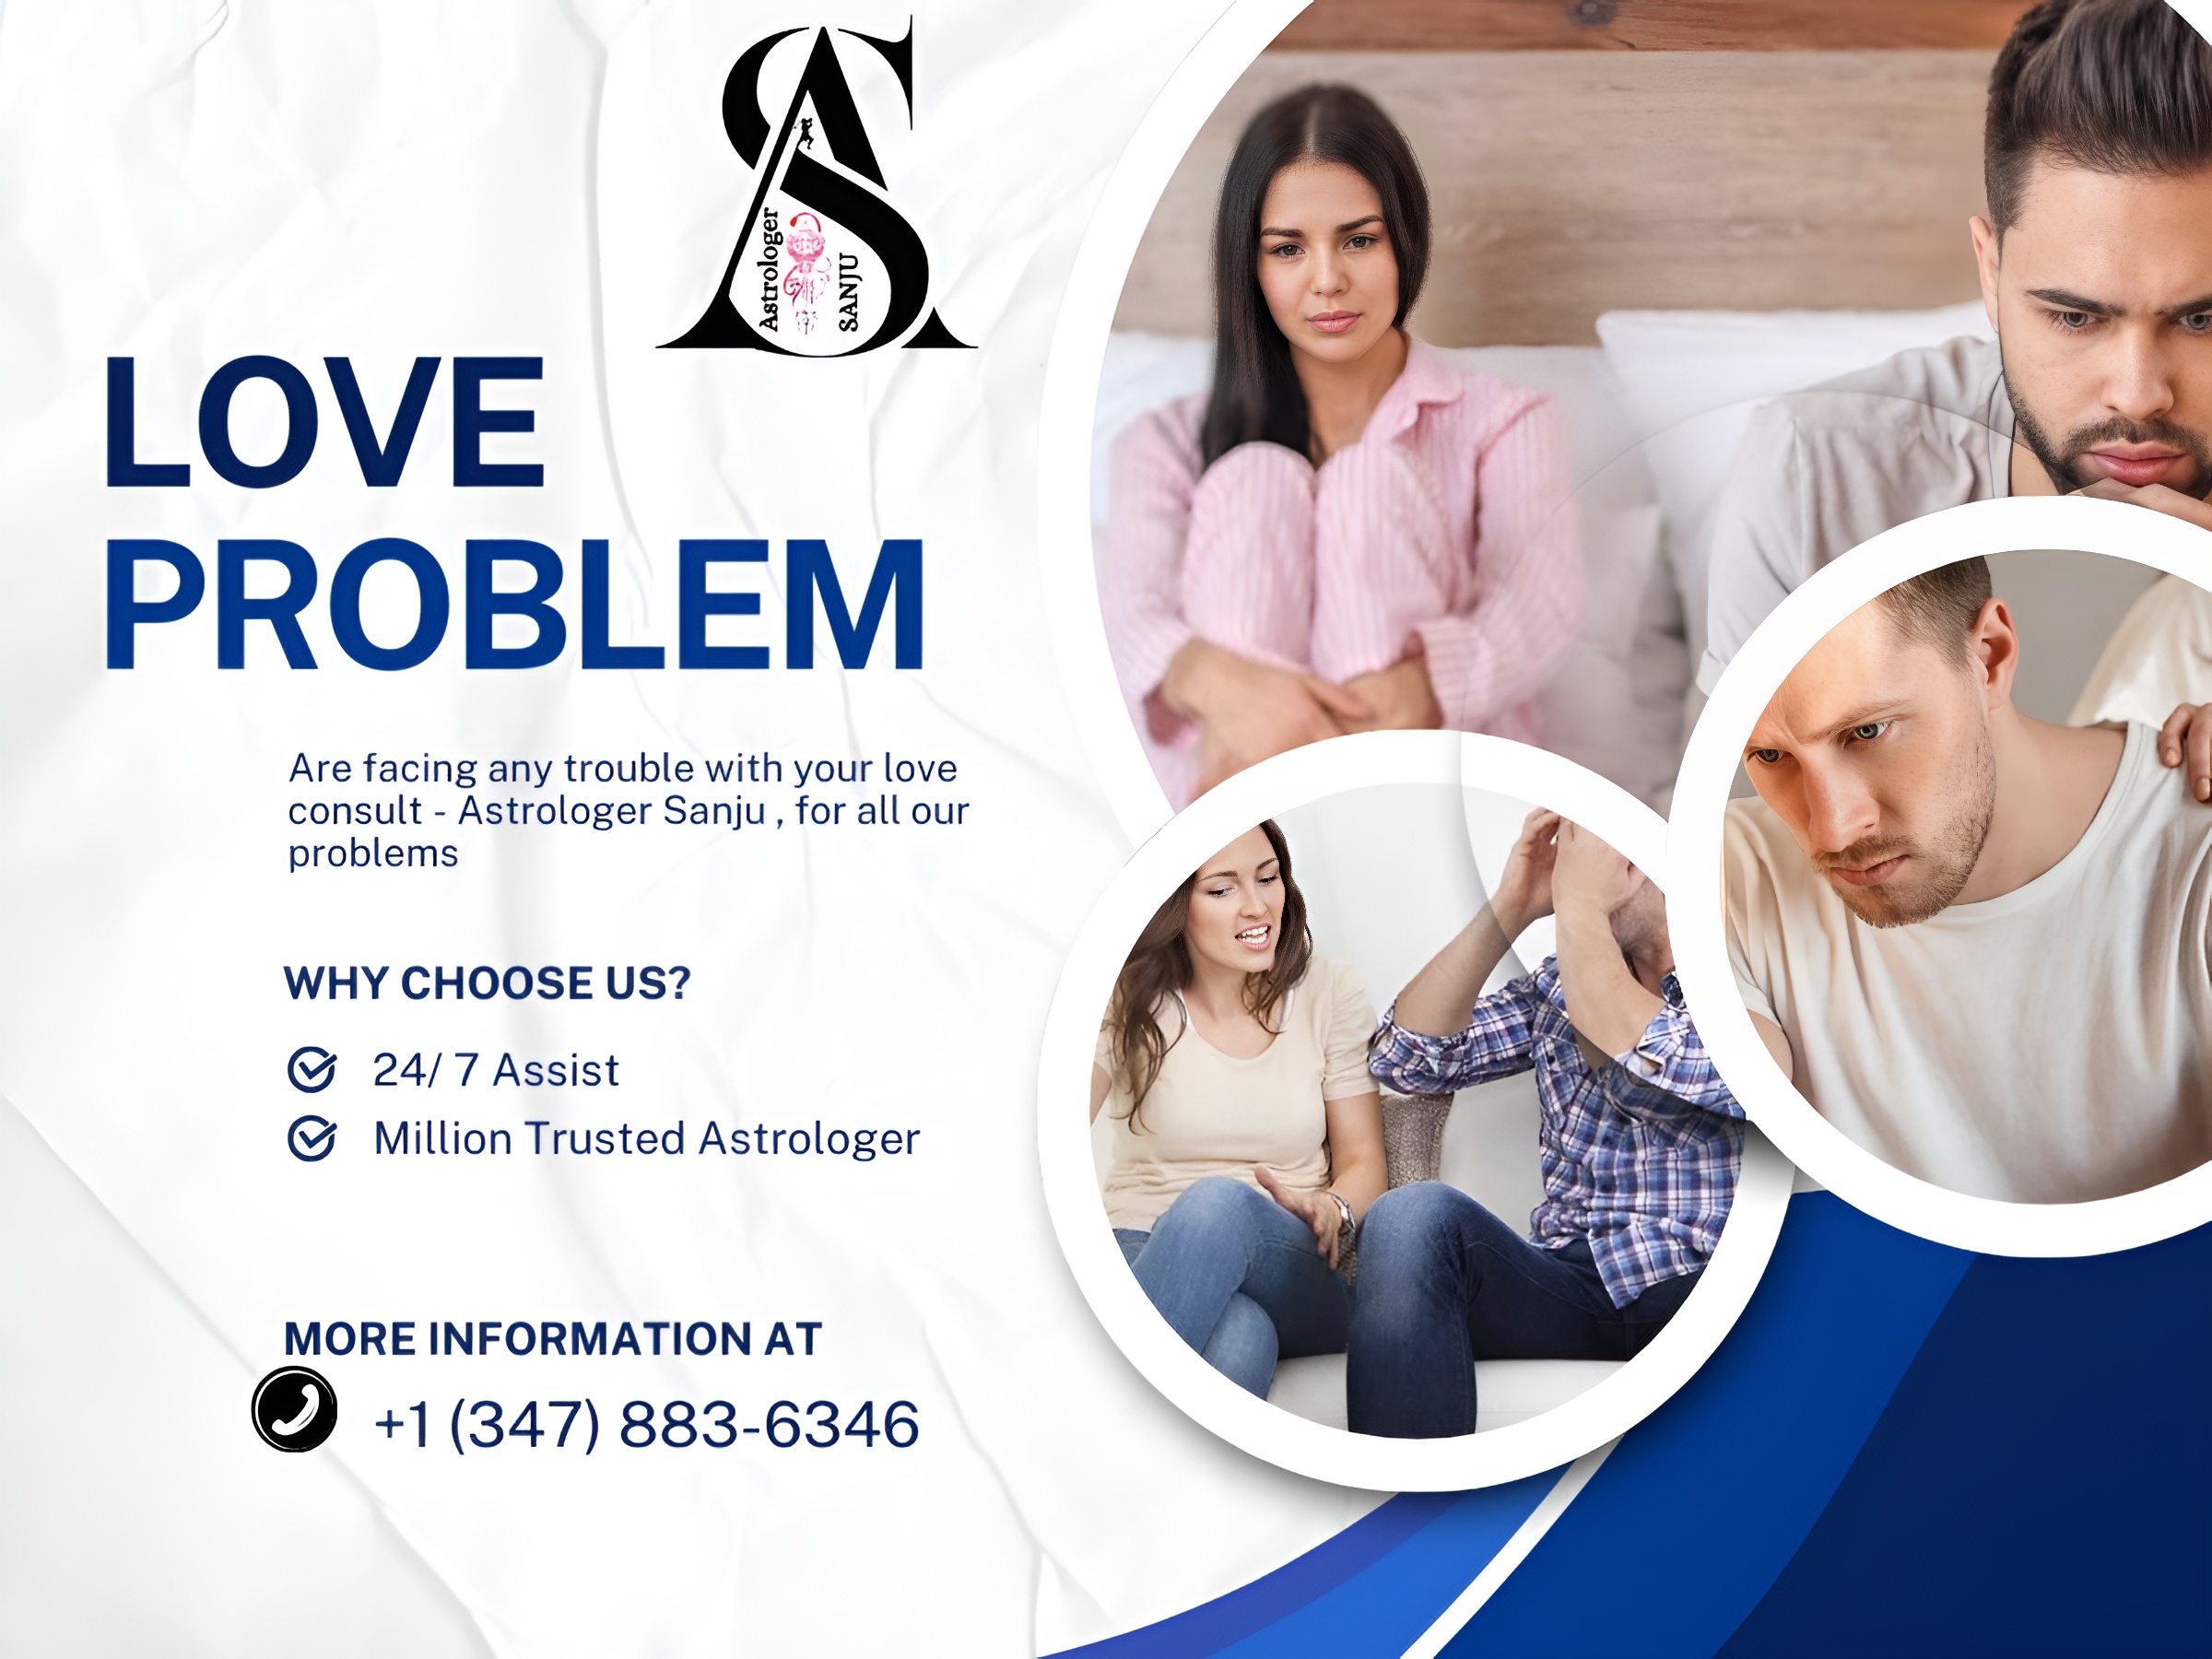 AS
Astrologer
SANJU
LOVE
PROBLEM
Are facing any trouble with your love
consult - Astrologer Sanju , for all our
problems
WHY CHOOSE US?
24/ 7 Assist
Million Trusted Astrologer
MORE INFORMATION AT
+1 (347) 883-6346